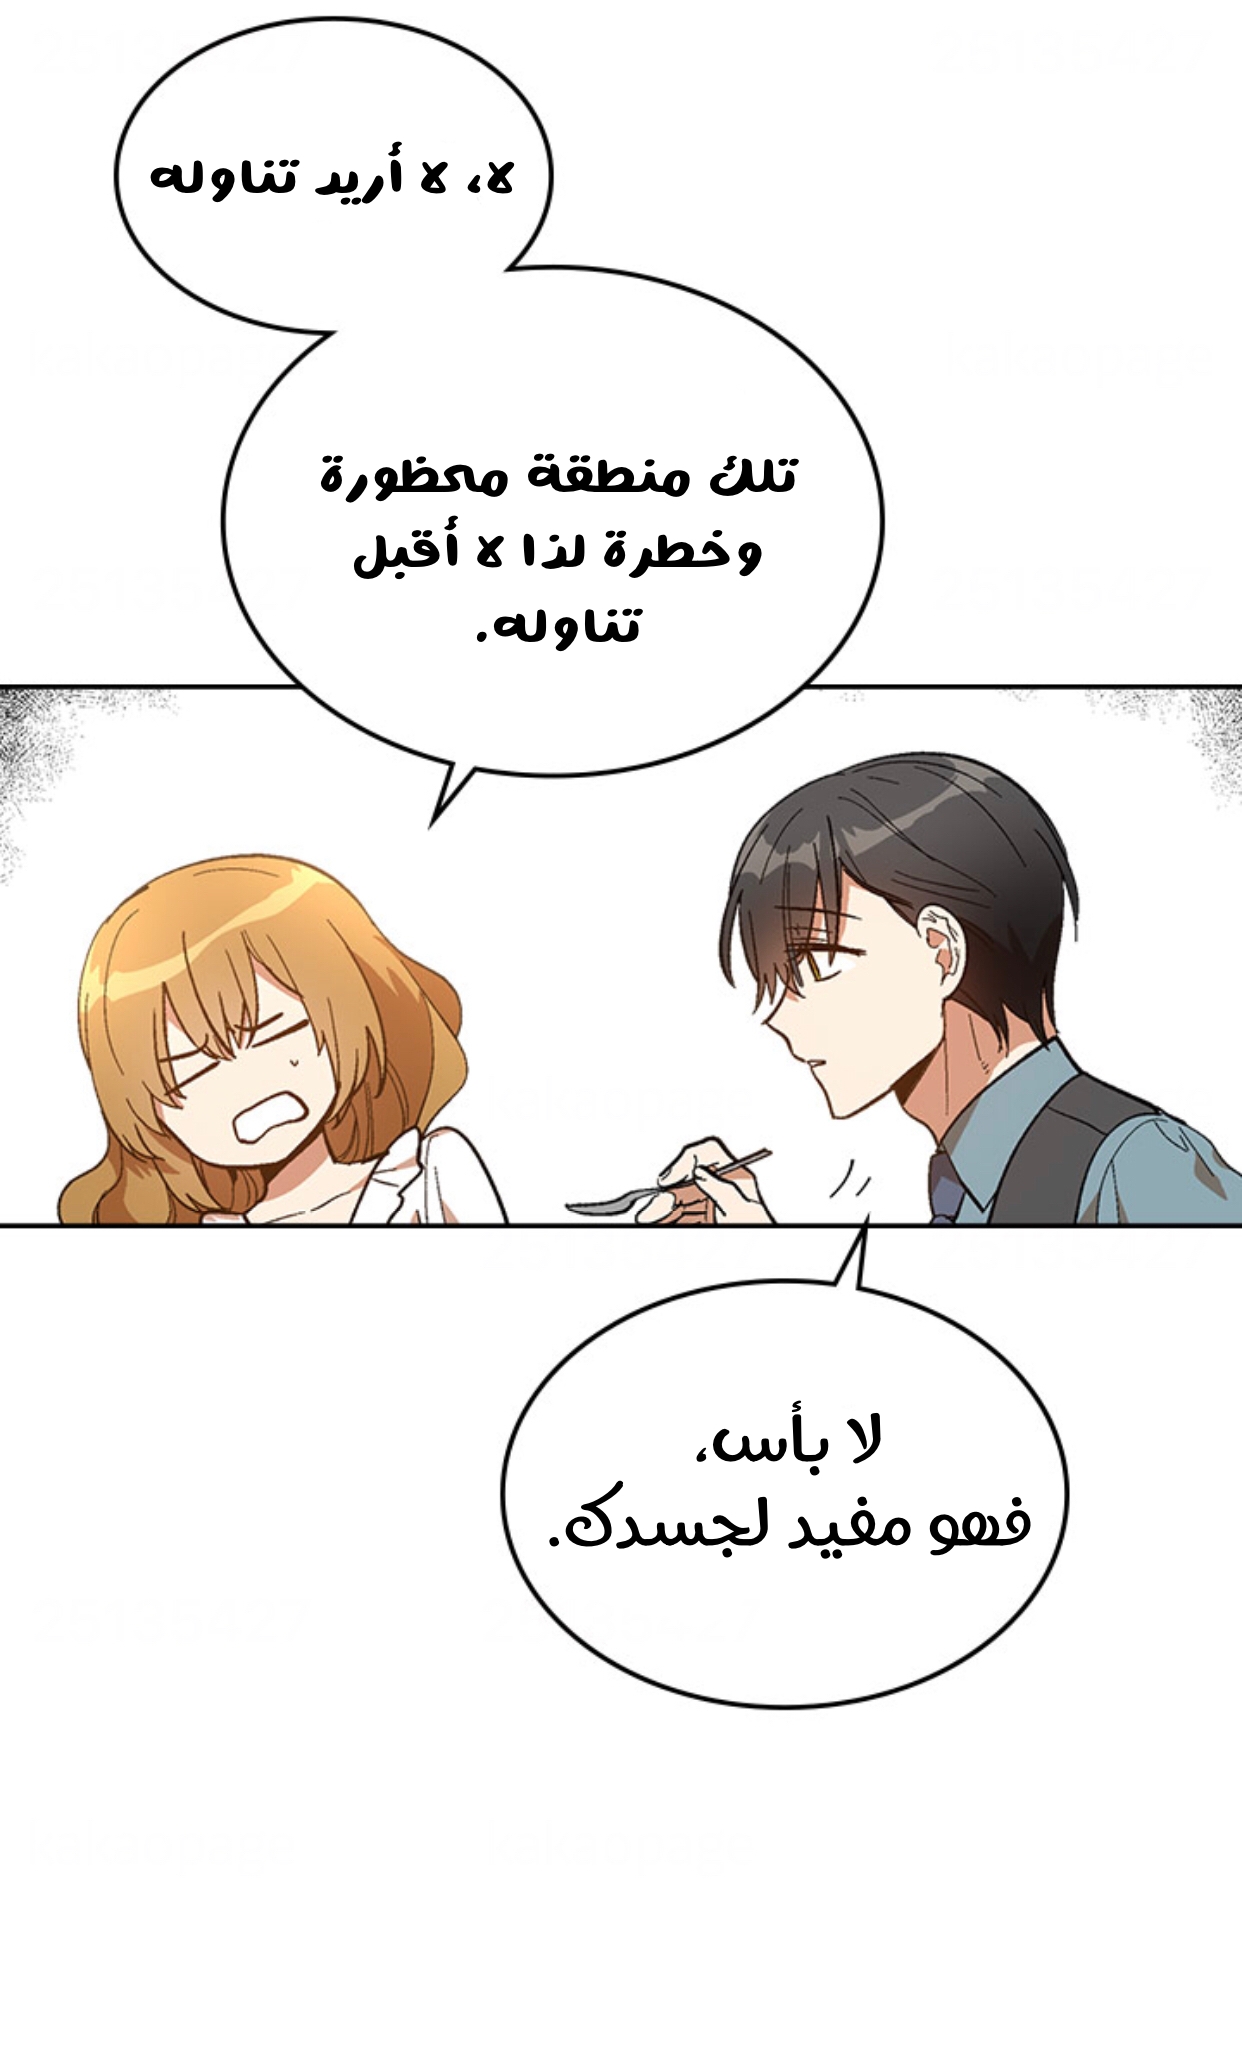 لا، لا أريد تناوله
تلك منطقة محظورة
وخطرة لذا لا أقبل
تناوله.
لا بأس،
فهو مفيد لجسدك.